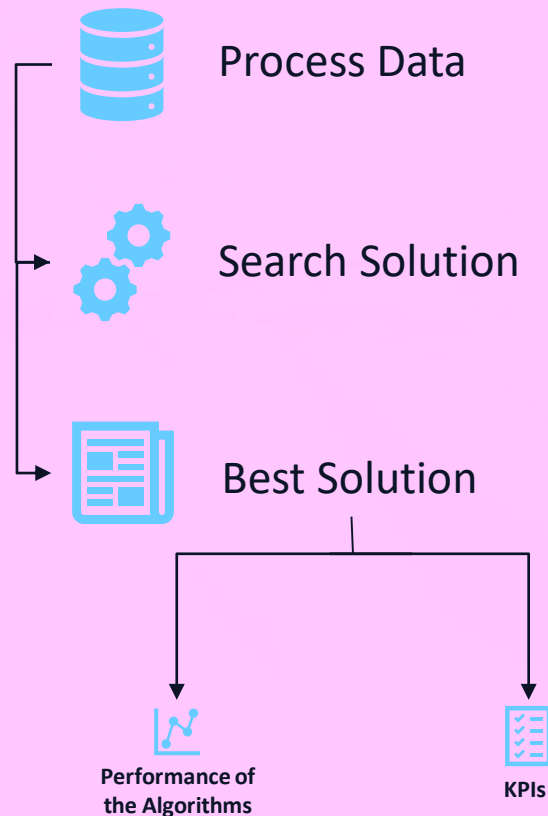 Process Data
Search Solution
Best Solution
Performance of
the Algorithms
KPIs